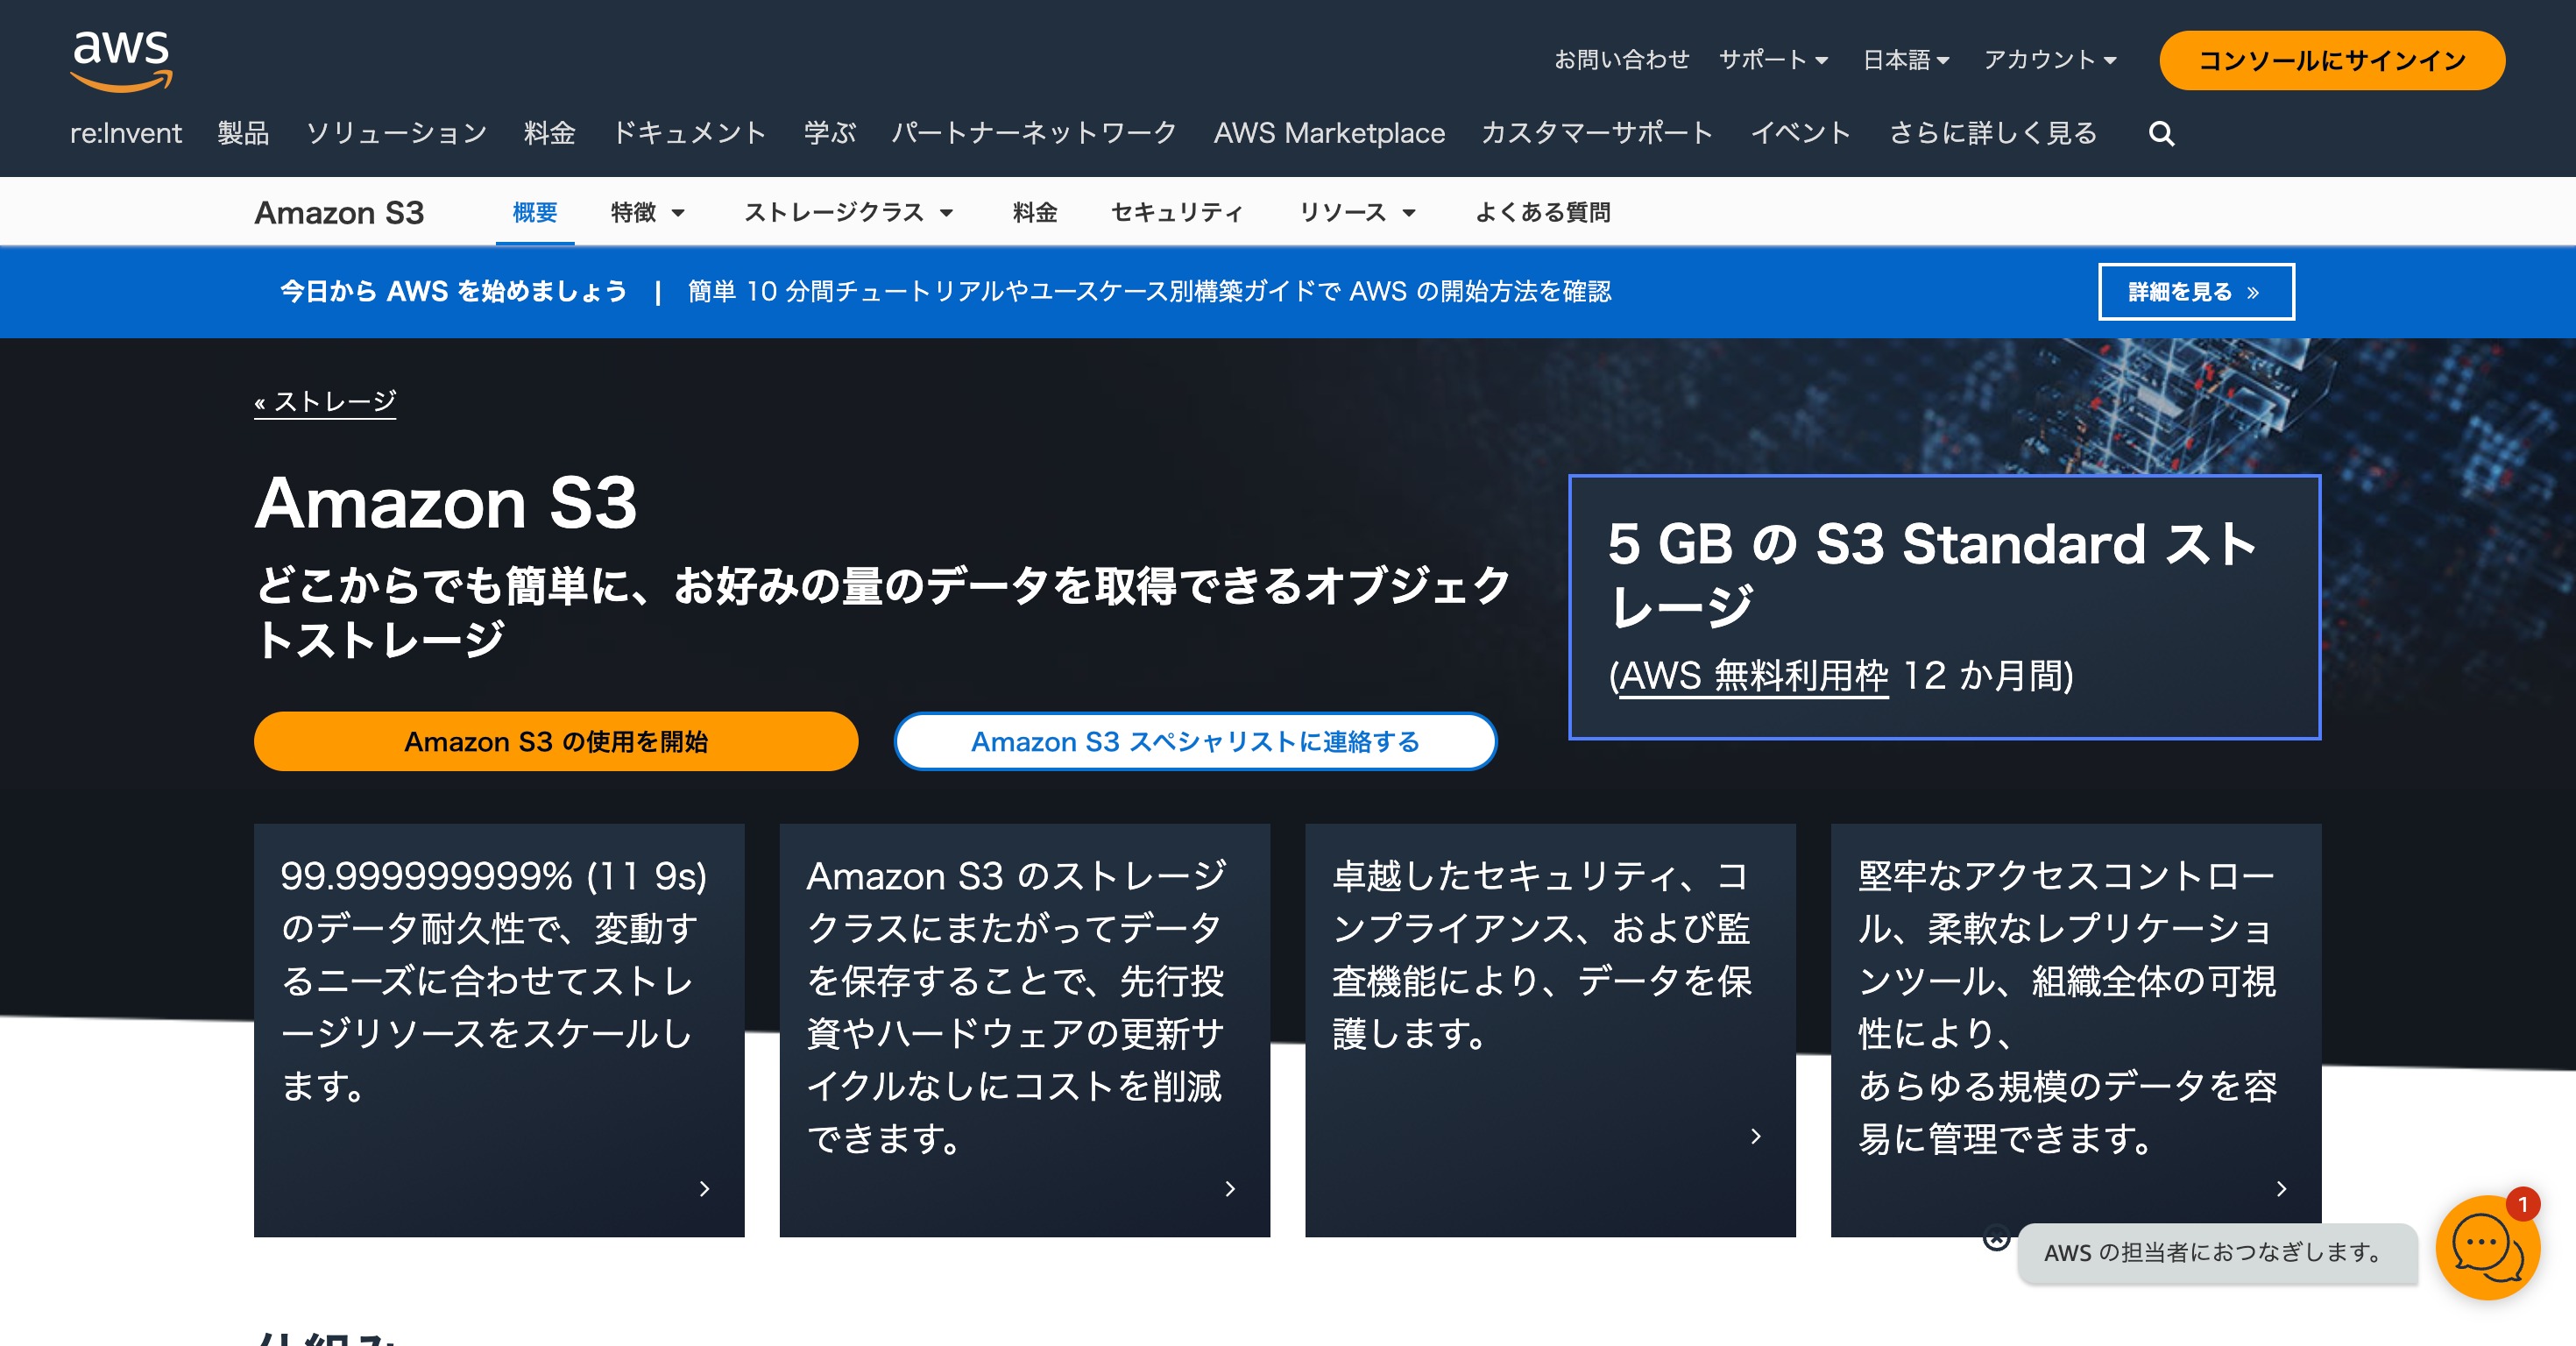 aws
お問い合わせ サポート 日本語 アカウント コンソールにサインイン
re:Invent 製品 ソリューション 料金 ドキュメント 学ぶ パートナーネットワーク AWS Marketplace カスタマーサポート イベント さらに詳しく見る
Amazon S3 概要 特徴 ストレージクラス 料金 セキュリティ リソース よくある質問
今日から AWS を始めましょう | 簡単 10 分間チュートリアルやユースケース別構築ガイドで AWS の開始方法を確認 詳細を見る »
« ストレージ
Amazon S3
どこからでも簡単に、お好みの量のデータを取得できるオブジェク
トストレージ
Amazon S3 の使用を開始
Amazon S3 スペシャリストに連絡する
5 GB の S3 Standard スト
レージ
(AWS 無料利用枠 12 か月間)
99.999999999% (11 9s)
のデータ耐久性で、変動す
るニーズに合わせてストレ
ージリソースをスケールし
ます。
Amazon S3 のストレージ
クラスにまたがってデータ
を保存することで、先行投
資やハードウェアの更新サ
イクルなしにコストを削減
できます。
卓越したセキュリティ、コ
ンプライアンス、および監
査機能により、データを保
護します。
堅牢なアクセスコントロー
ル、柔軟なレプリケーショ
ンツール、組織全体の可視
性により、
あらゆる規模のデータを容
易に管理できます。
1
AWS の担当者におつなぎします。
仕組み